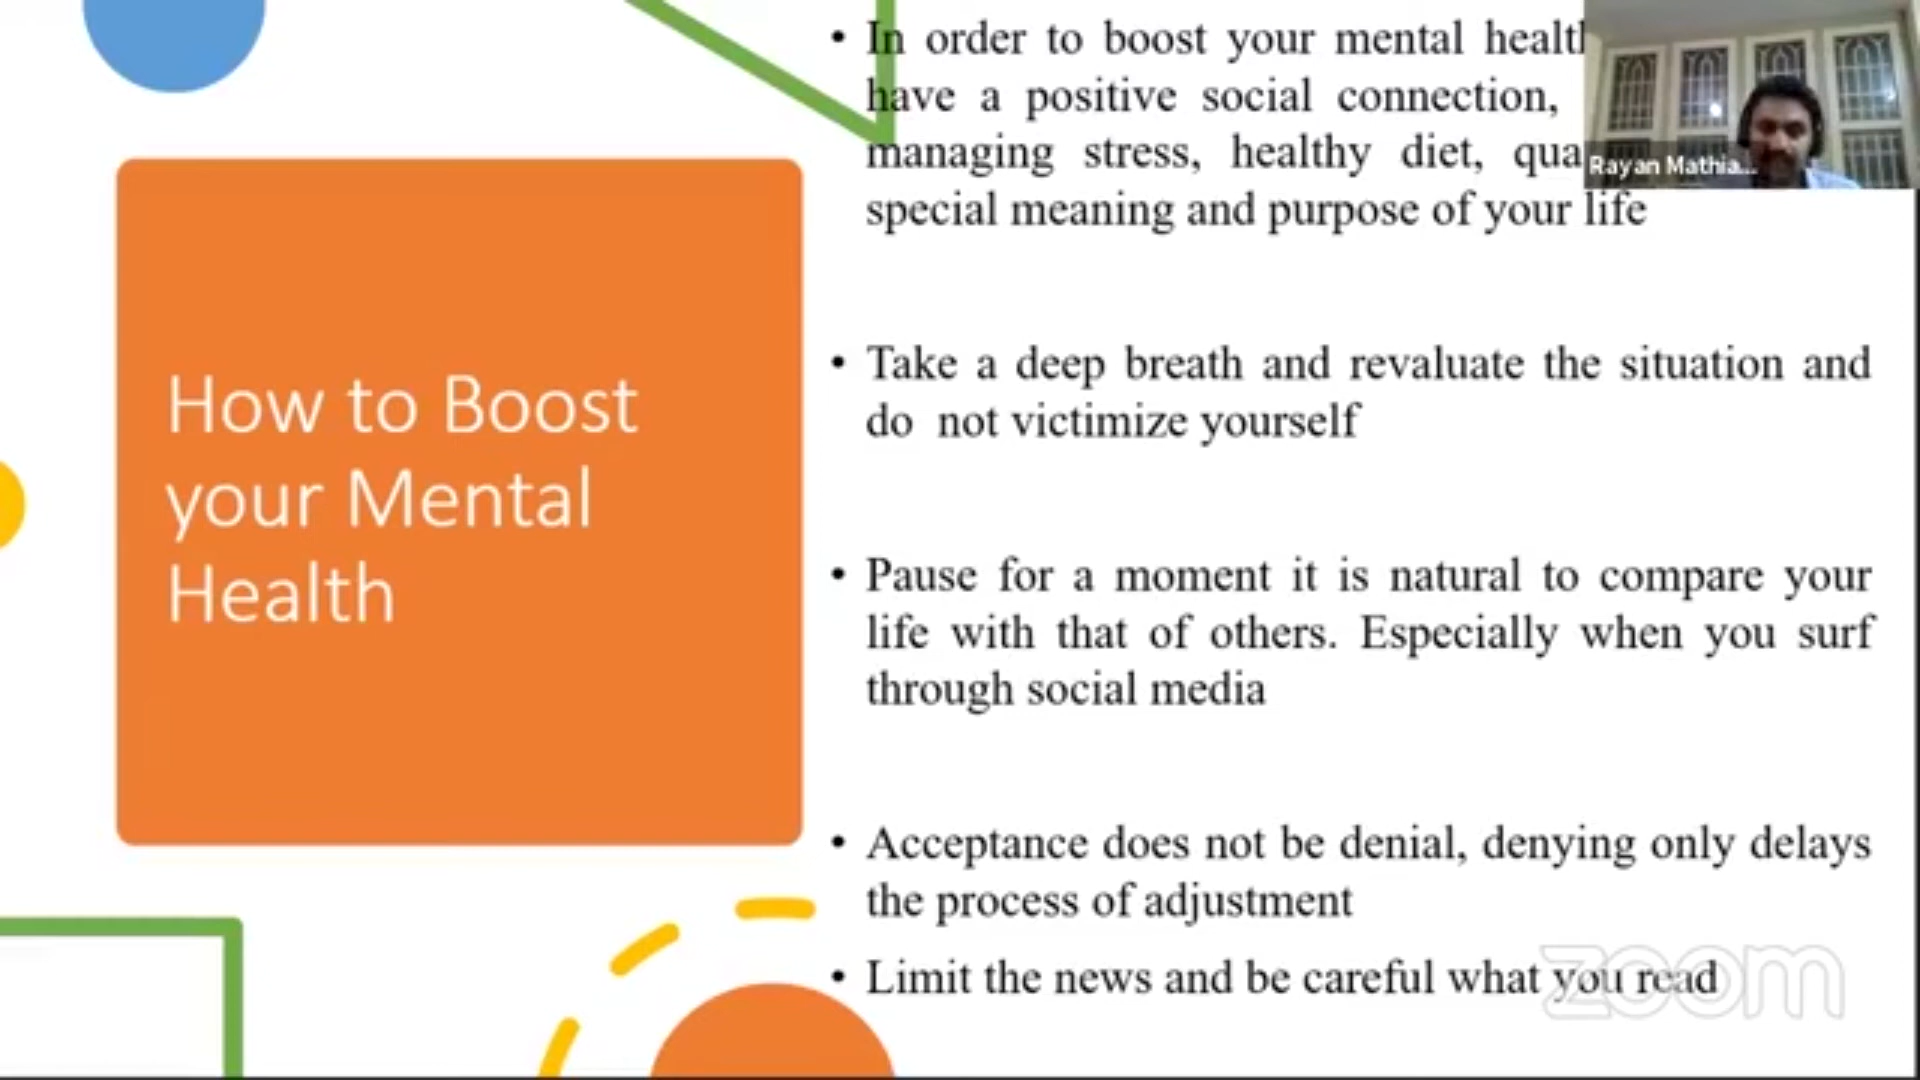 How to Boost
your Mental
Health
• In order to boost your mental health
have a positive social connection,
managing stress, healthy diet,
special meaning and purpose of your life
• Take a deep breath and revaluate the situation and
do not victimize yourself
• Pause for a moment it is natural to compare your
life with that of others. Especially when you surf
through social media
• Acceptance does not be denial, denying only delays
the process of adjustment
• Limit the news and be careful what you read
Rayan Mathia...
zoom